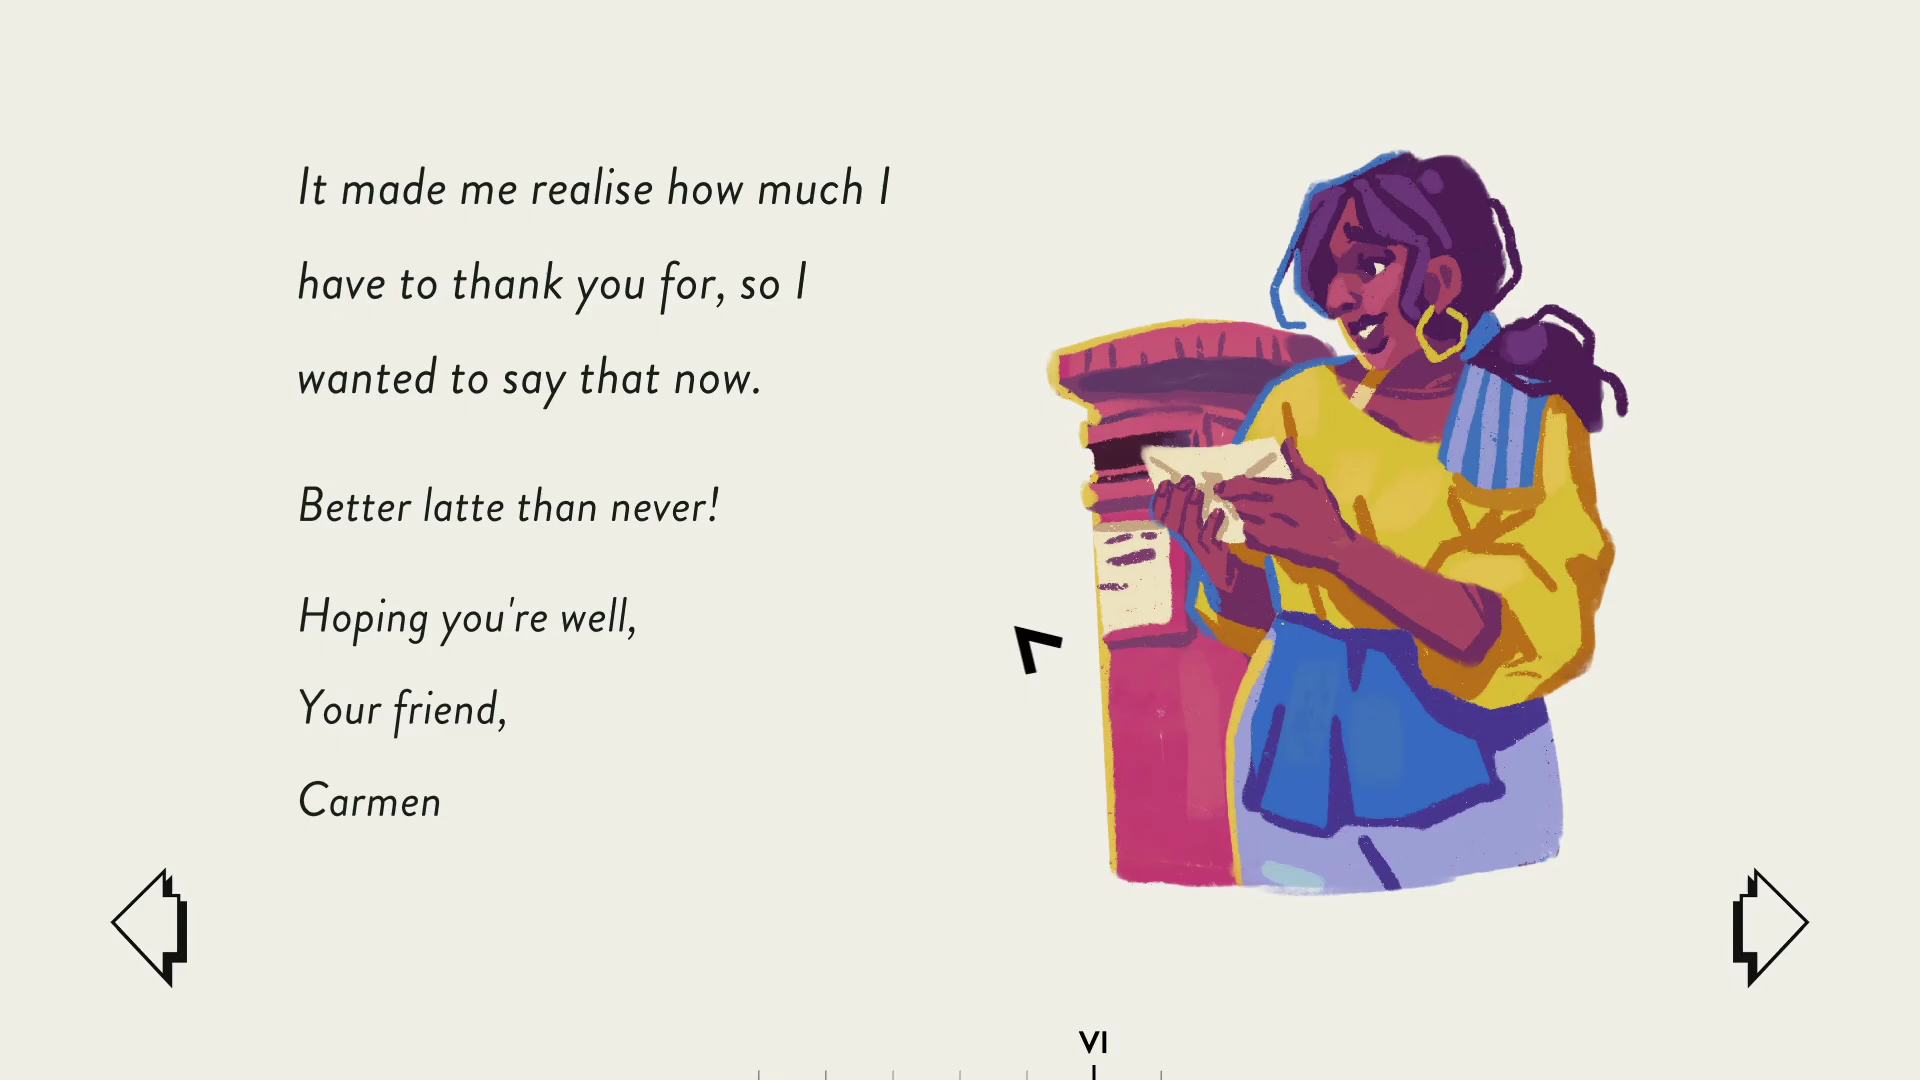 It made me realise how much I
have to thank you for, so I
wanted to say that now.
Better latte than never!
Hoping you're well,
Your friend,
Carmen
VI